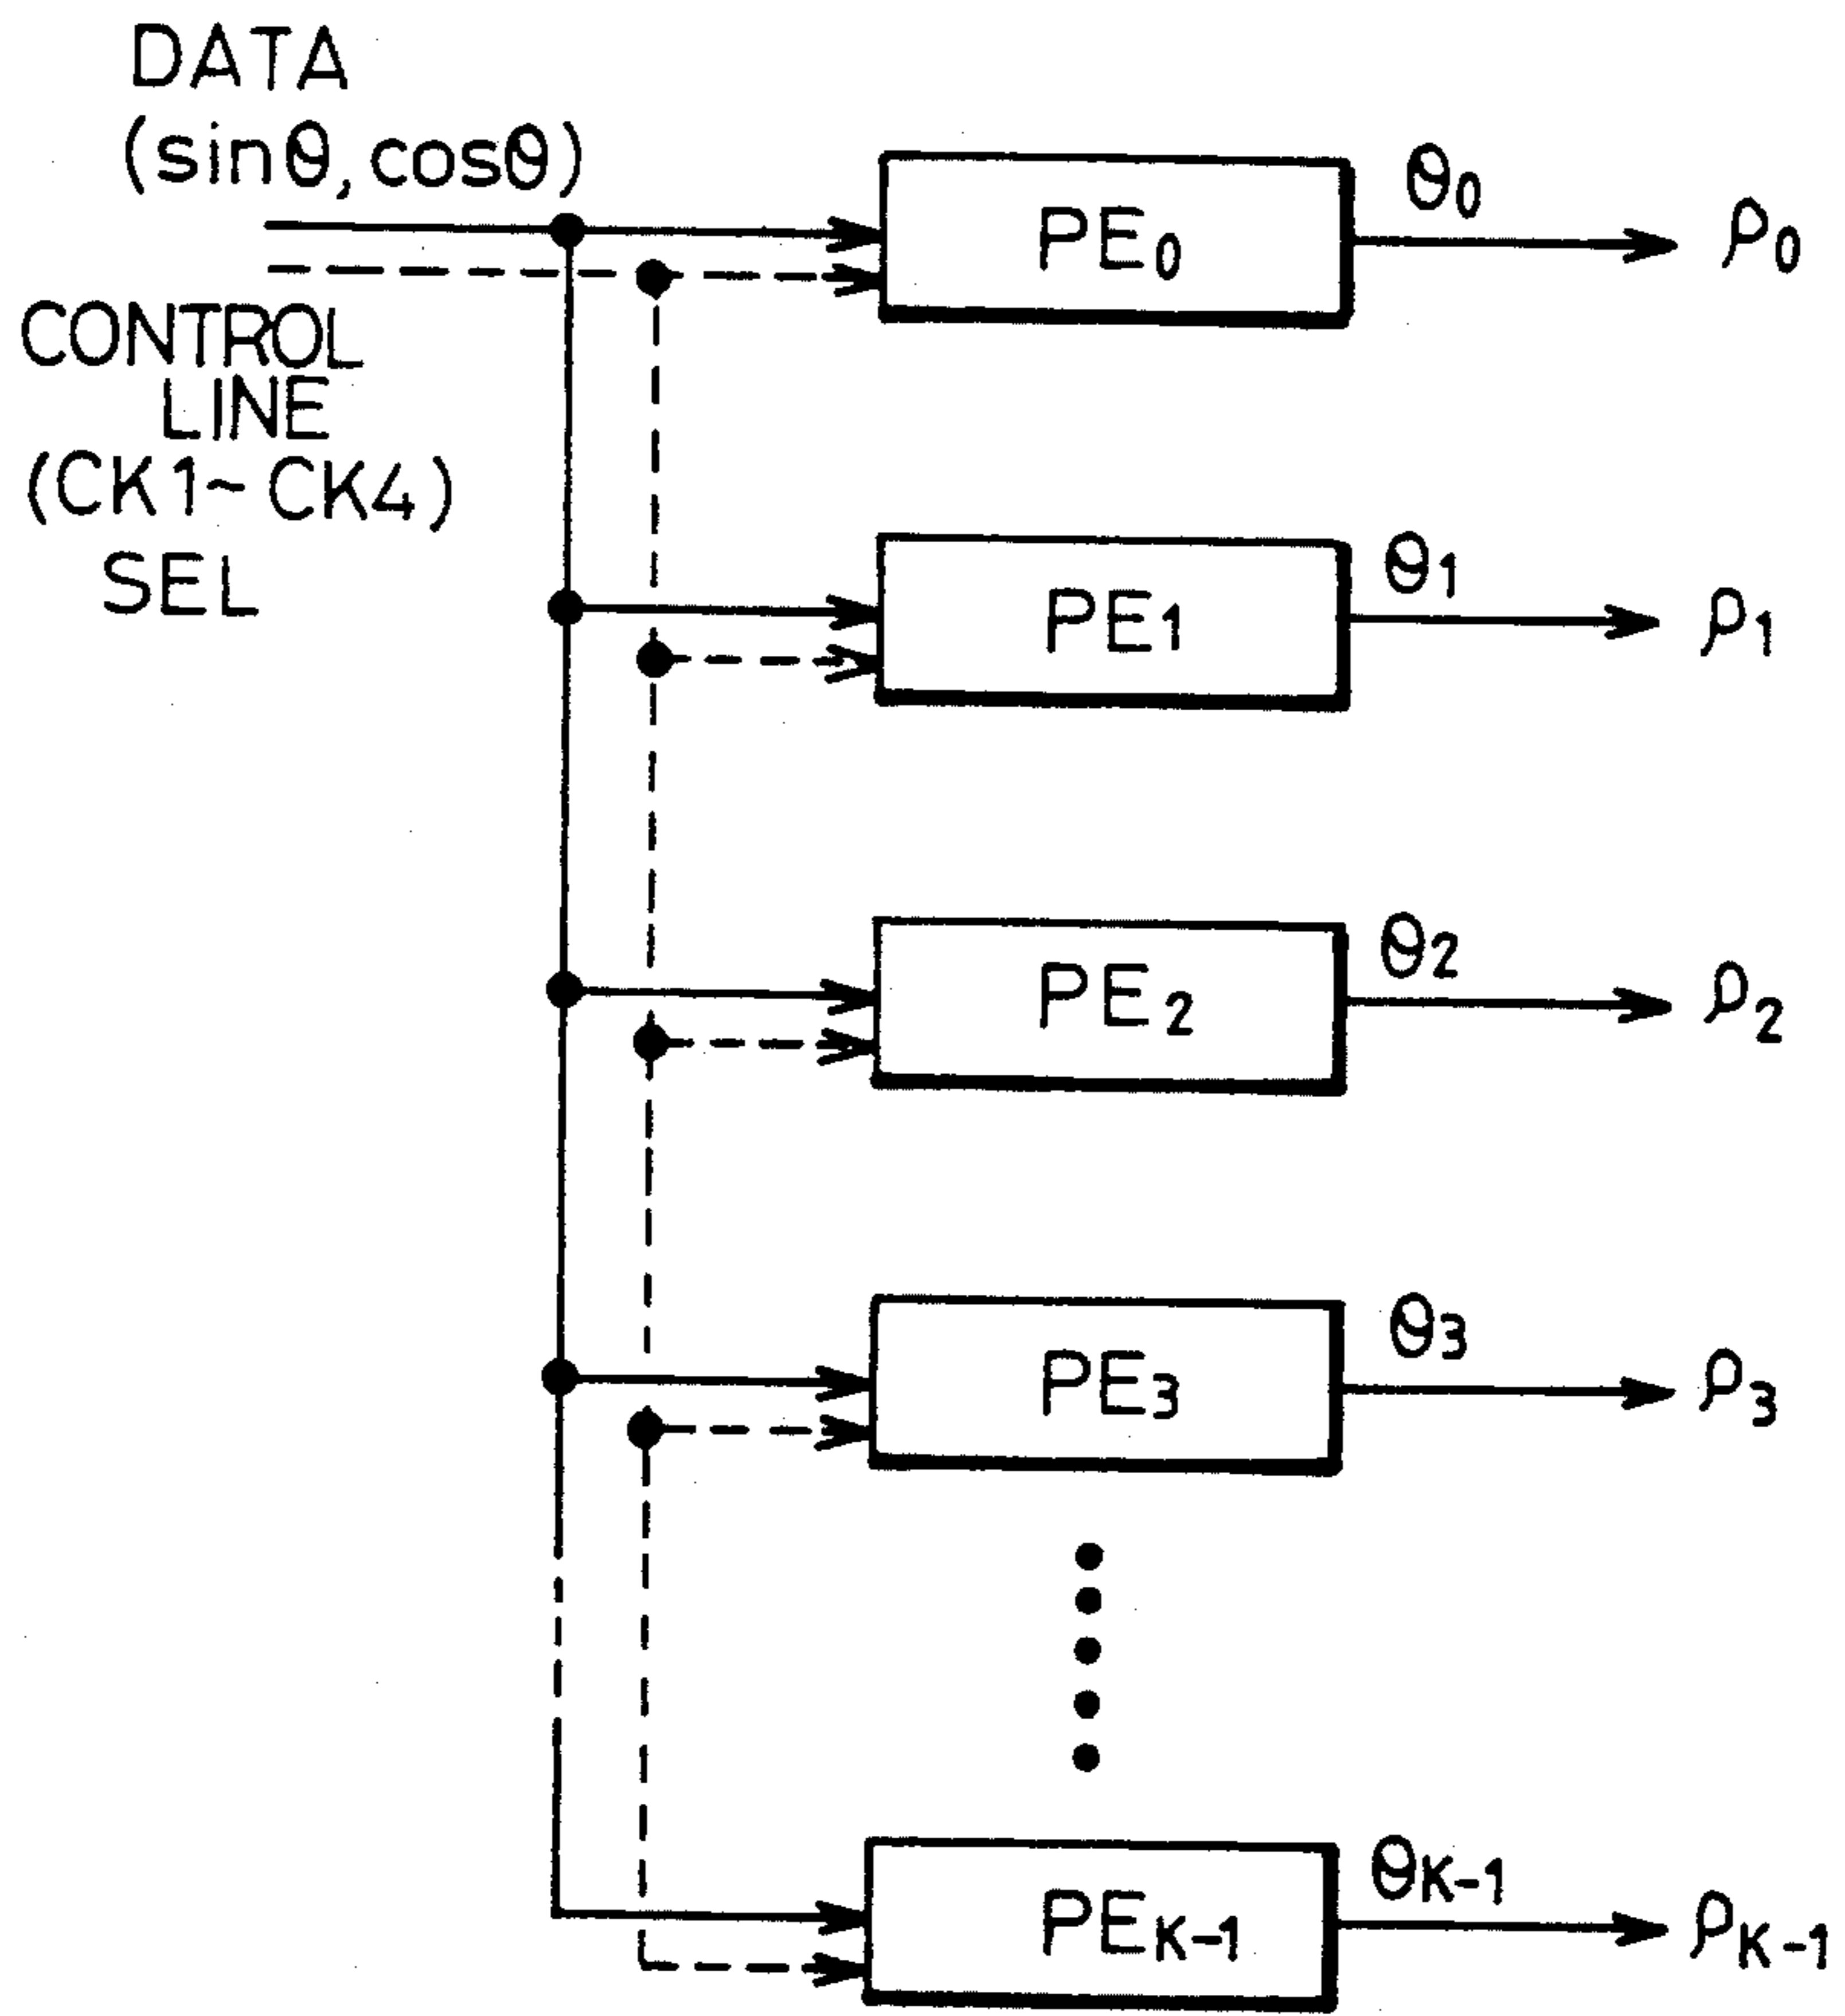 DATA
(sinθ, cosθ)
CONTROL
LINE
(CK1~CK4)
SEL
PE0
θ0
ρ0
PE1
θ1
ρ1
PE2
θ2
ρ2
PE3
θ3
ρ3
PEK-1
θK-1
ρK-1